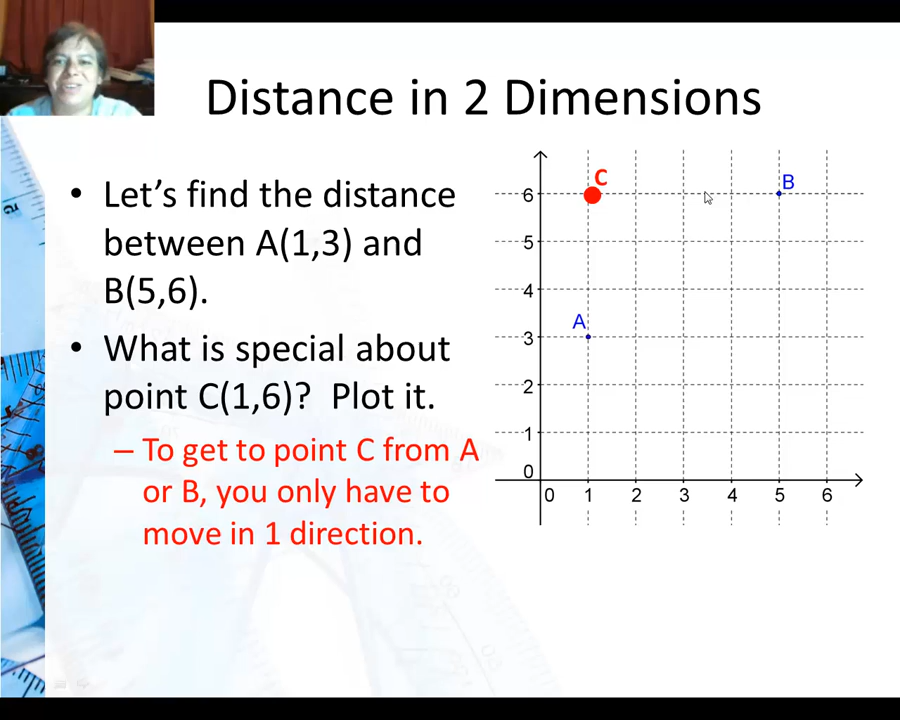 Distance in 2 Dimensions
• Let's find the distance
between A(1,3) and
B(5,6).
• What is special about
point C(1,6)? Plot it.
– To get to point C from A
or B, you only have to
move in 1 direction.
C
B
A
6
5
4
3
2
1
0
0 1 2 3 4 5 6